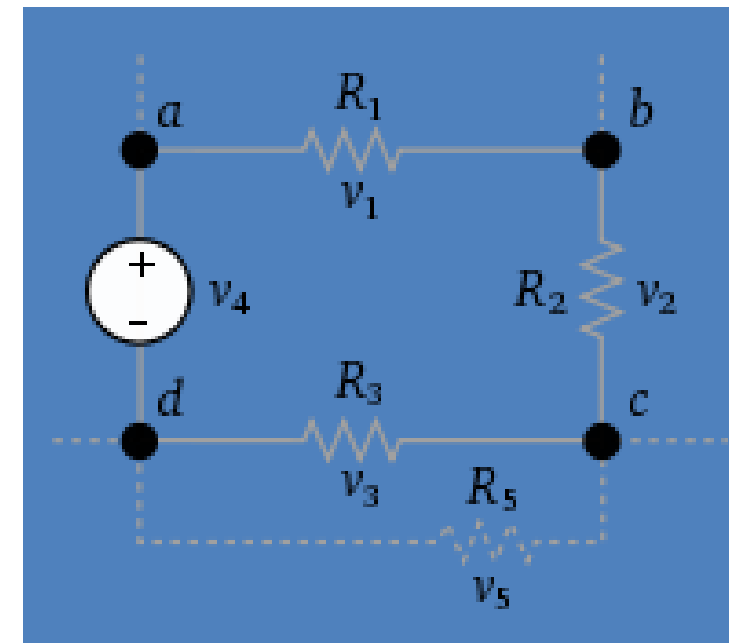 R₁
a
b
v₁
+
R₂
v₂
v₄
-
R₃
d
c
v₃
R₅
v₅